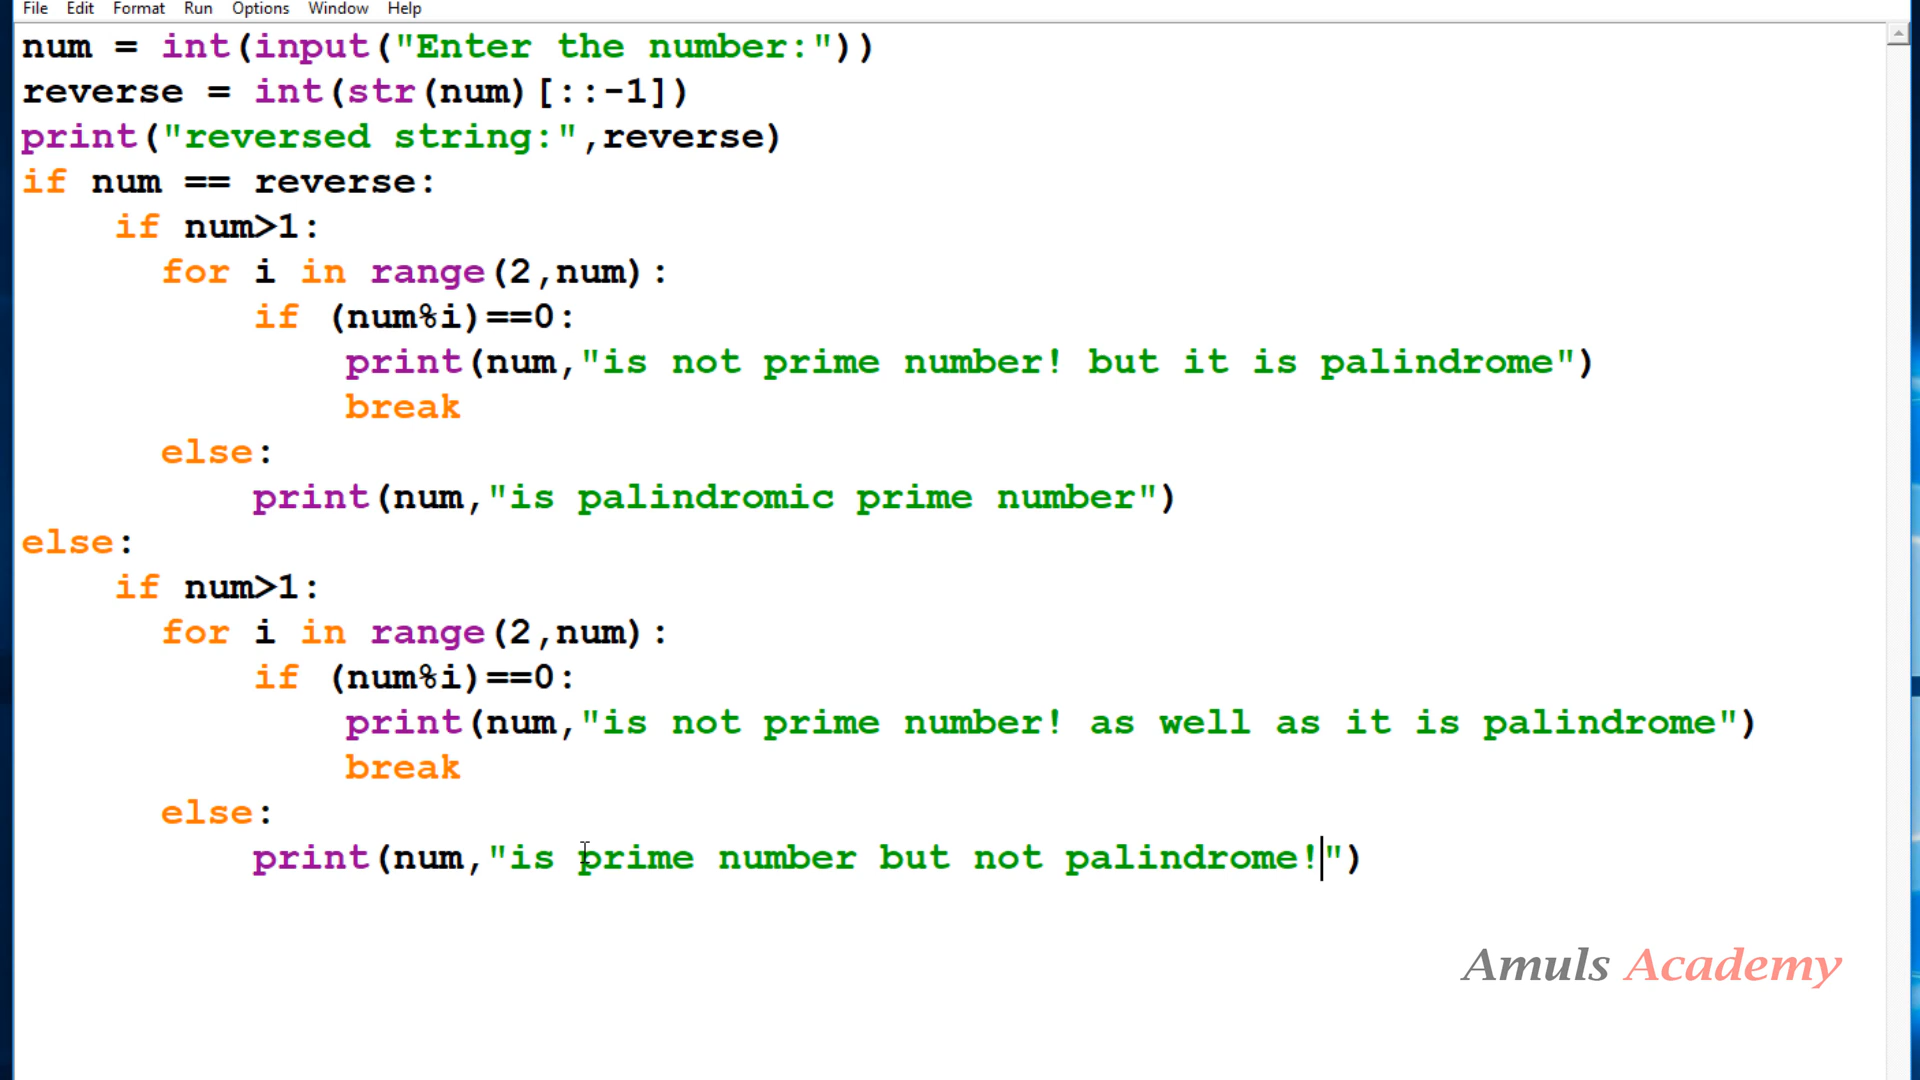 File Edit Format Run Options Window Help
num = int(input("Enter the number:"))
reverse = int(str(num)[::-1])
print("reversed string:",reverse)
if num == reverse:
    if num>1:
      for i in range(2,num):
          if (num%i)==0:
              print(num,"is not prime number! but it is palindrome")
              break
      else:
          print(num,"is palindromic prime number")
else:
    if num>1:
      for i in range(2,num):
          if (num%i)==0:
              print(num,"is not prime number! as well as it is palindrome")
              break
      else:
          print(num,"is prime number but not palindrome!")
Amuls Academy